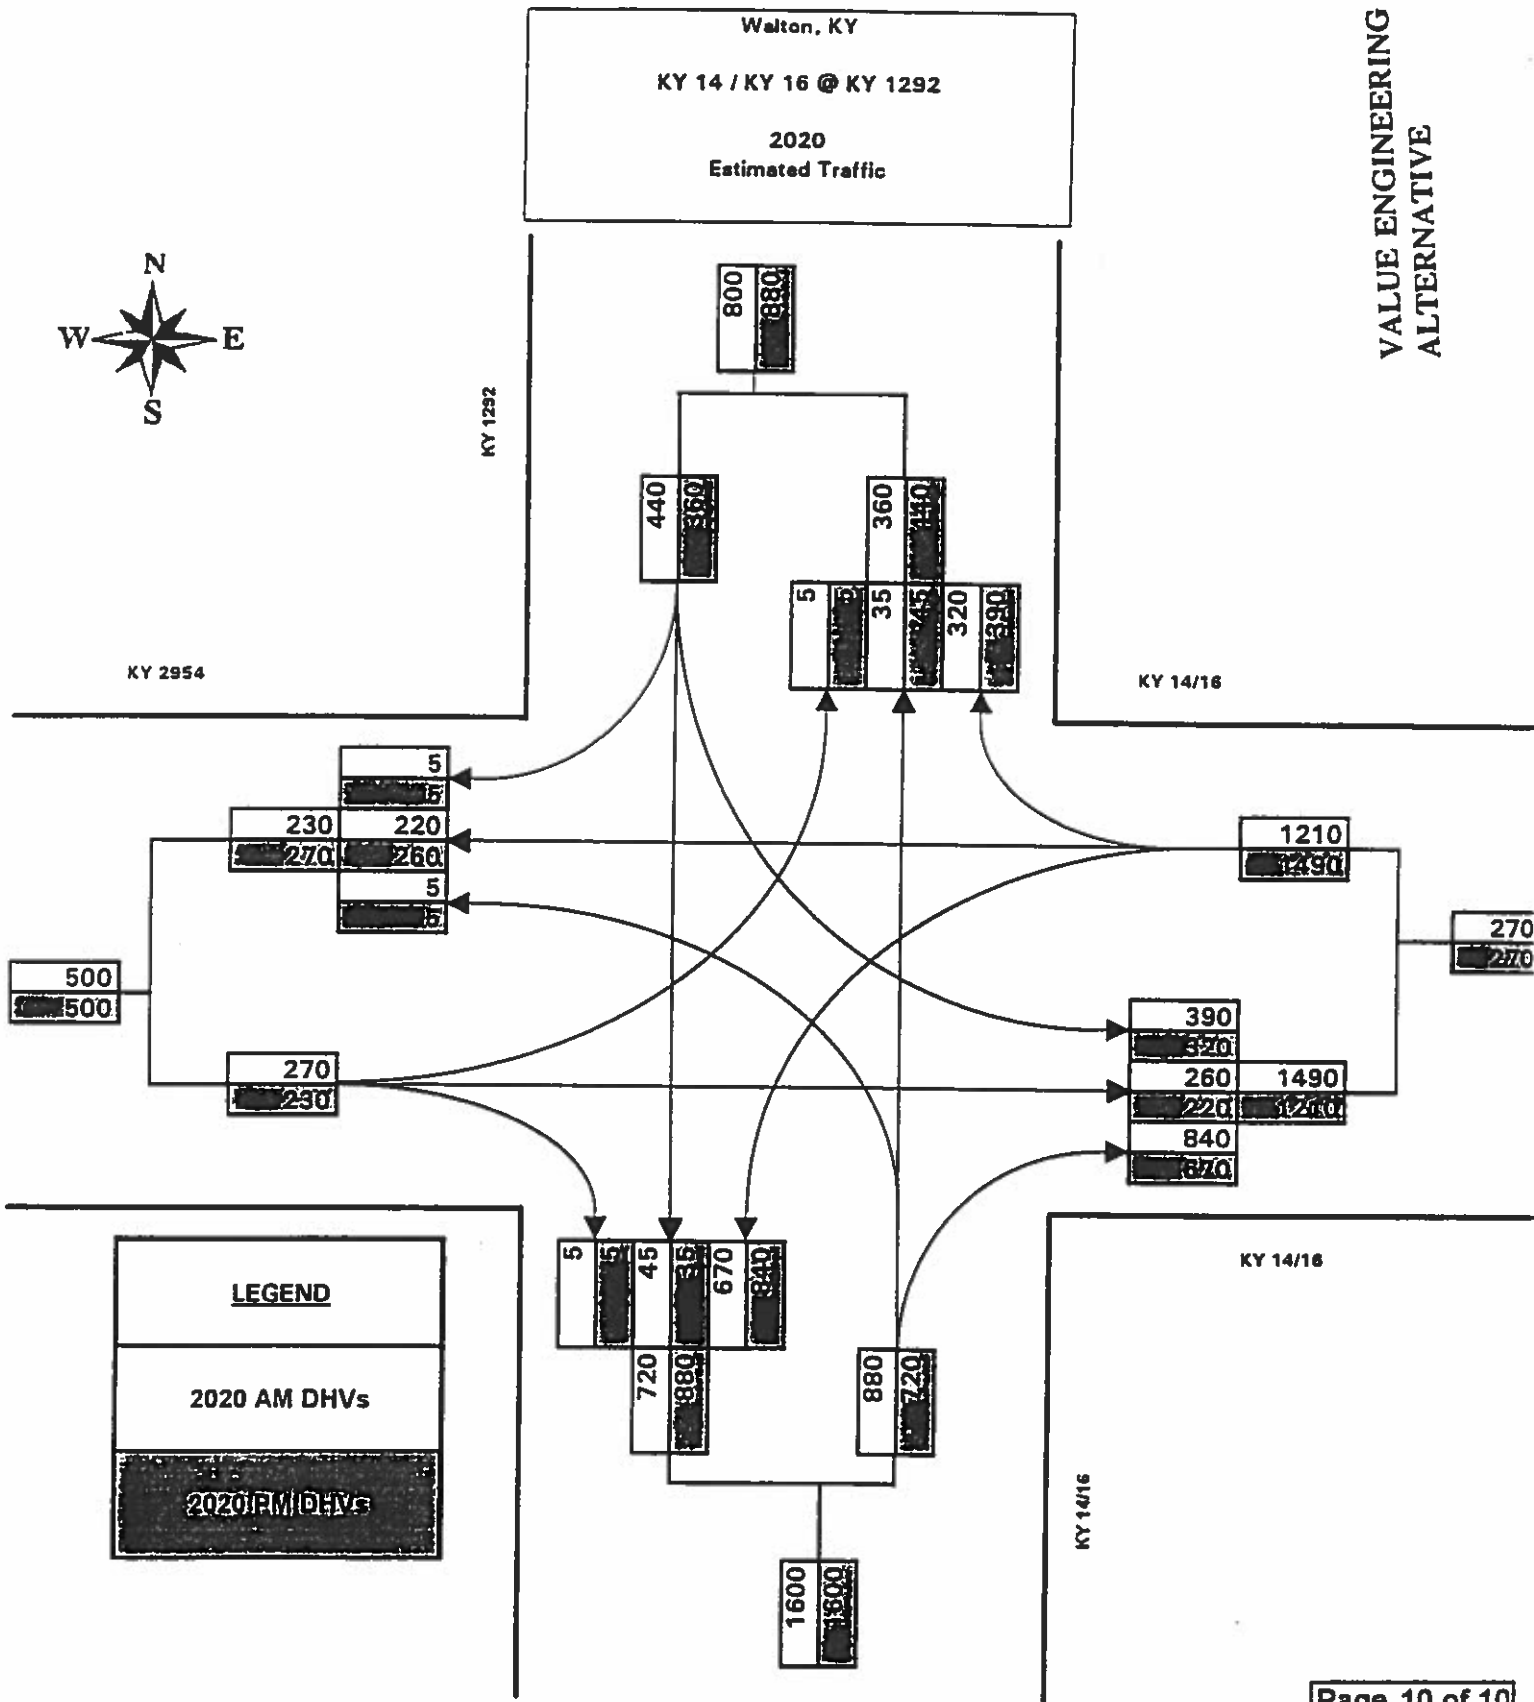 Walton, KY
KY 14 / KY 16 @ KY 1292
2020
Estimated Traffic
VALUE ENGINEERING
ALTERNATIVE
N
W E
S
KY 1292
800
880
440
360
360
440
5
5
35
45
320
390
KY 2954
KY 14/16
5
5
230 220
270 260
5
5
1210
1490
500
500
270
270
270
230
390
320
260 1490
220 1210
840
670
5
5
45
35
670
840
720
880
880
720
KY 14/16
LEGEND
2020 AM DHVs
2020 PM DHVs
KY 14/16
1600
1600
Page 10 of 10